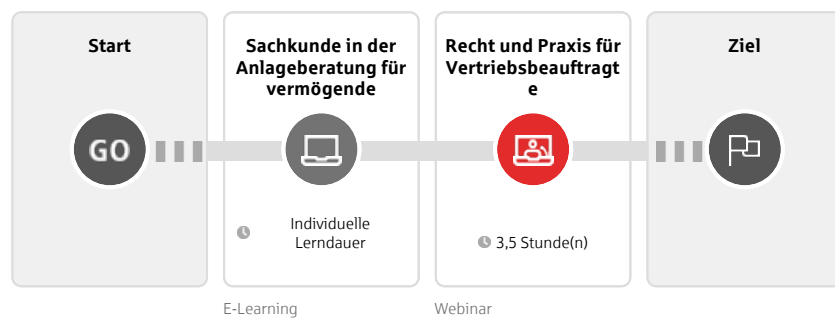 Start
Sachkunde in der
Anlageberatung für
vermögende
Recht und Praxis für
Vertriebsbeauftragt
e
Ziel
GO
Individuelle
Lerndauer
3,5 Stunde(n)
E-Learning
Webinar